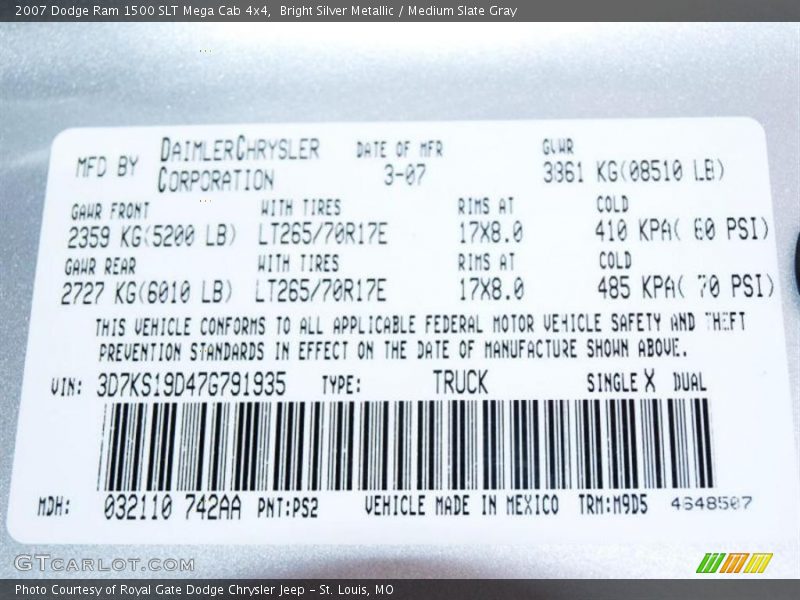 2007 Dodge Ram 1500 SLT Mega Cab 4x4,  Bright Silver Metallic / Medium Slate Gray
MFD BY DAIMLERCHRYSLER CORPORATION DATE OF MFR 3-07 GVWR 3861 KG(08510 LB)
GAWR FRONT WITH TIRES RIMS AT COLD
2359 KG(5200 LB) LT265/70R17E 17X8.0 410 KPA( 60 PSI)
GAWR REAR WITH TIRES RIMS AT COLD
2727 KG(6010 LB) LT265/70R17E 17X8.0 485 KPA( 70 PSI)
THIS VEHICLE CONFORMS TO ALL APPLICABLE FEDERAL MOTOR VEHICLE SAFETY AND THEFT
PREVENTION STANDARDS IN EFFECT ON THE DATE OF MANUFACTURE SHOWN ABOVE.
VIN: 3D7KS19D47G791935 TYPE: TRUCK SINGLE X DUAL
MDH: 032110 742AA PNT:PS2 VEHICLE MADE IN MEXICO TRM:M9D5 4648507
GTCARLOT.COM
Photo Courtesy of Royal Gate Dodge Chrysler Jeep - St. Louis, MO